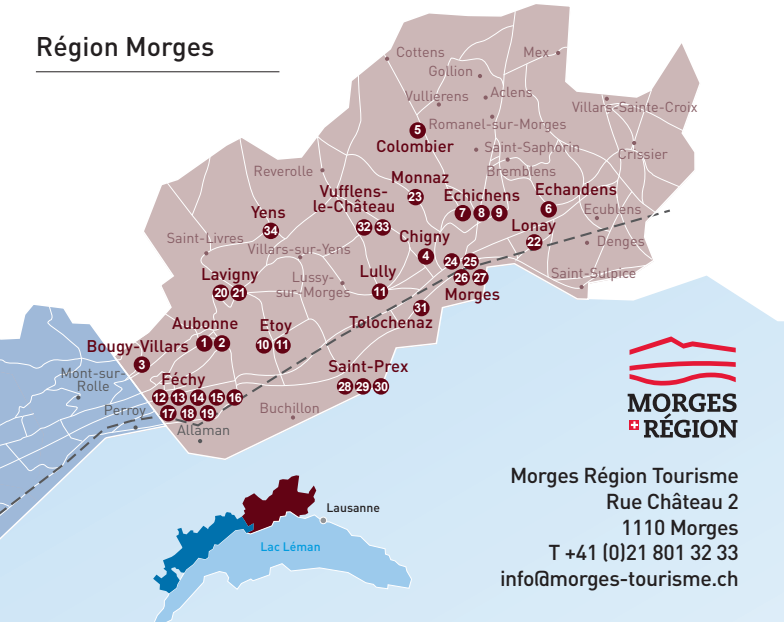 Région Morges
Cottens
Mex
Gollion
Vullierens
Aclens
Villars-Sainte-Croix
5
Romanel-sur-Morges
Colombier
Saint-Saphorin
Crissier
Bremblens
Reverolle
Monnaz
23
Vufflens-
le-Château
32 33
Echichens
7 8 9
Echandens
6
Ecublens
Yens
34
Chigny
4
Lonay
22
Denges
Saint-Livres
Villars-sur-Yens
24 25
26 27
Morges
Saint-Sulpice
Lavigny
20 21
Lussy-
sur-Morges
Lully
11
31
Tolochenaz
Aubonne
1 2
Etoy
10 11
Bougy-Villars
3
Mont-sur-
Rolle
Féchy
12 13 14 15 16
17 18 19
Saint-Prex
28 29 30
Perroy
Allaman
Buchillon
MORGES
RÉGION
Lausanne
Lac Léman
Morges Région Tourisme
Rue Château 2
1110 Morges
T +41 (0)21 801 32 33
info@morges-tourisme.ch